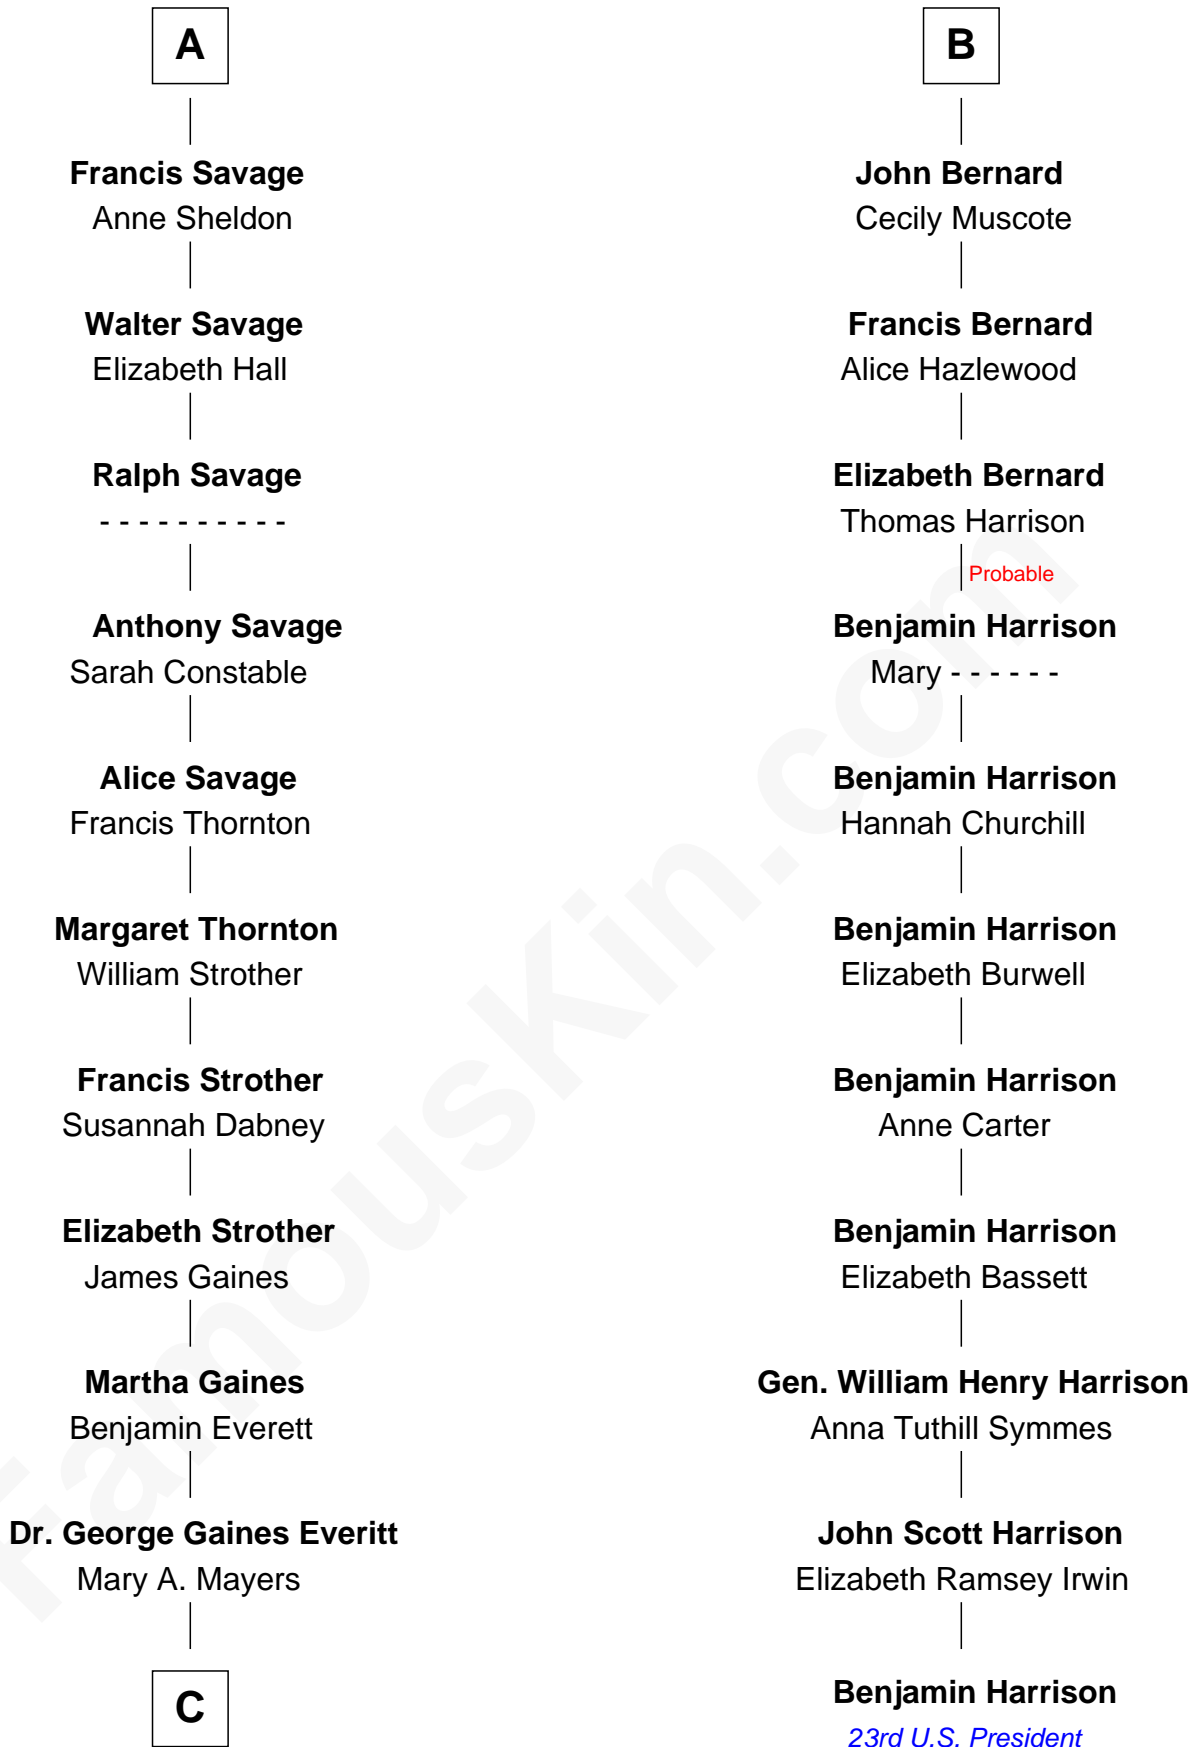 A
Francis Savage
Anne Sheldon
Walter Savage
Elizabeth Hall
Ralph Savage
- - - - - - - - - -
Anthony Savage
Sarah Constable
Alice Savage
Francis Thornton
Margaret Thornton
William Strother
Francis Strother
Susannah Dabney
Elizabeth Strother
James Gaines
Martha Gaines
Benjamin Everett
Dr. George Gaines Everitt
Mary A. Mayers
C
B
John Bernard
Cecily Muscote
Francis Bernard
Alice Hazlewood
Elizabeth Bernard
Thomas Harrison
Probable
Benjamin Harrison
Mary - - - - - -
Benjamin Harrison
Hannah Churchill
Benjamin Harrison
Elizabeth Burwell
Benjamin Harrison
Anne Carter
Benjamin Harrison
Elizabeth Bassett
Gen. William Henry Harrison
Anna Tuthill Symmes
John Scott Harrison
Elizabeth Ramsey Irwin
Benjamin Harrison
23rd U.S. President
FamousKin.com